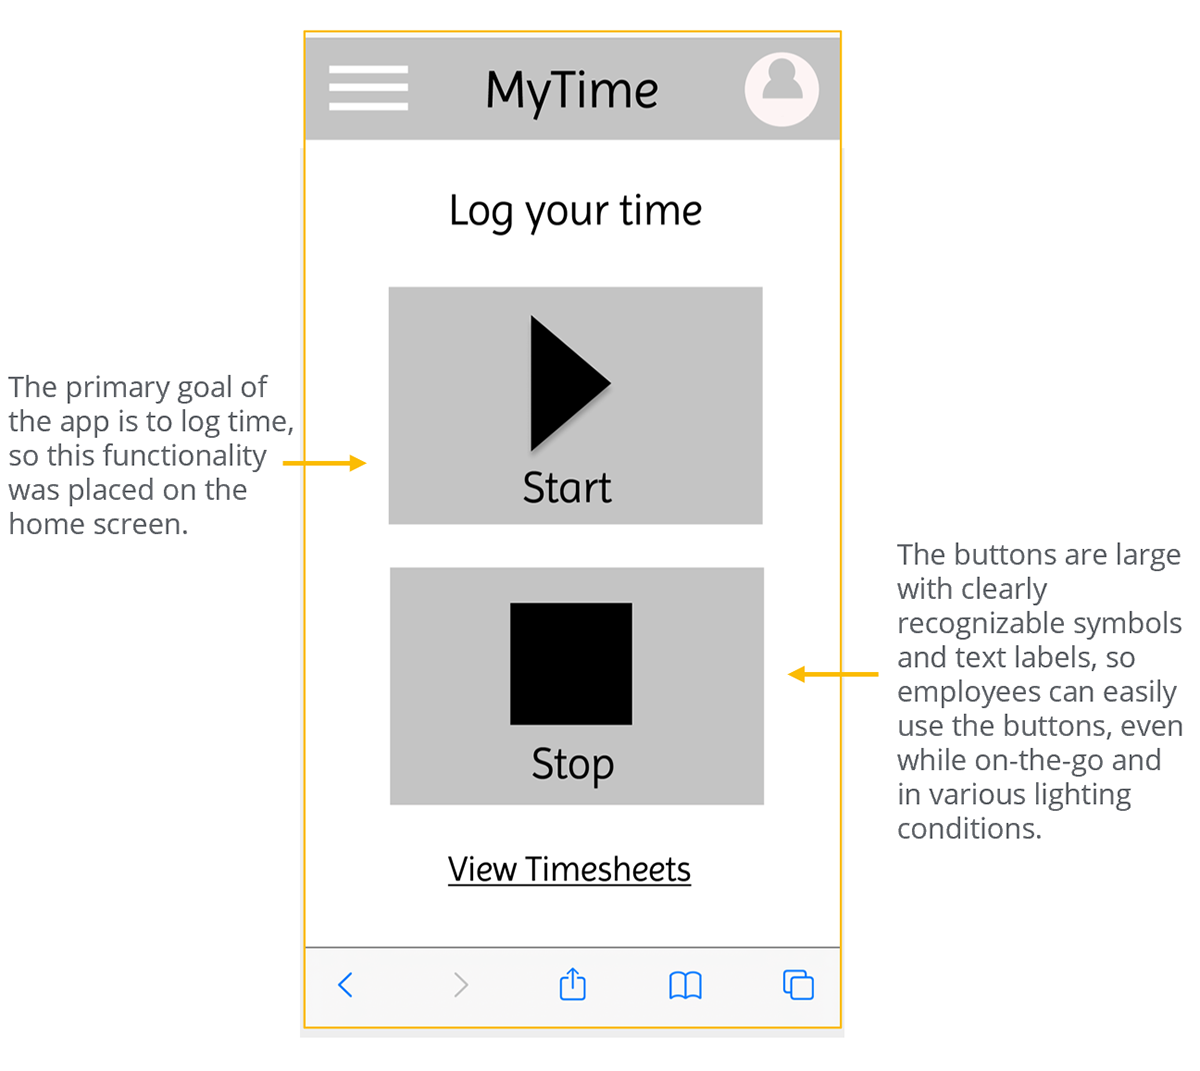 MyTime
Log your time
Start
The primary goal of
the app is to log time,
so this functionality
was placed on the
home screen.
Stop
The buttons are large
with clearly
recognizable symbols
and text labels, so
employees can easily
use the buttons, even
while on-the-go and
in various lighting
conditions.
View Timesheets